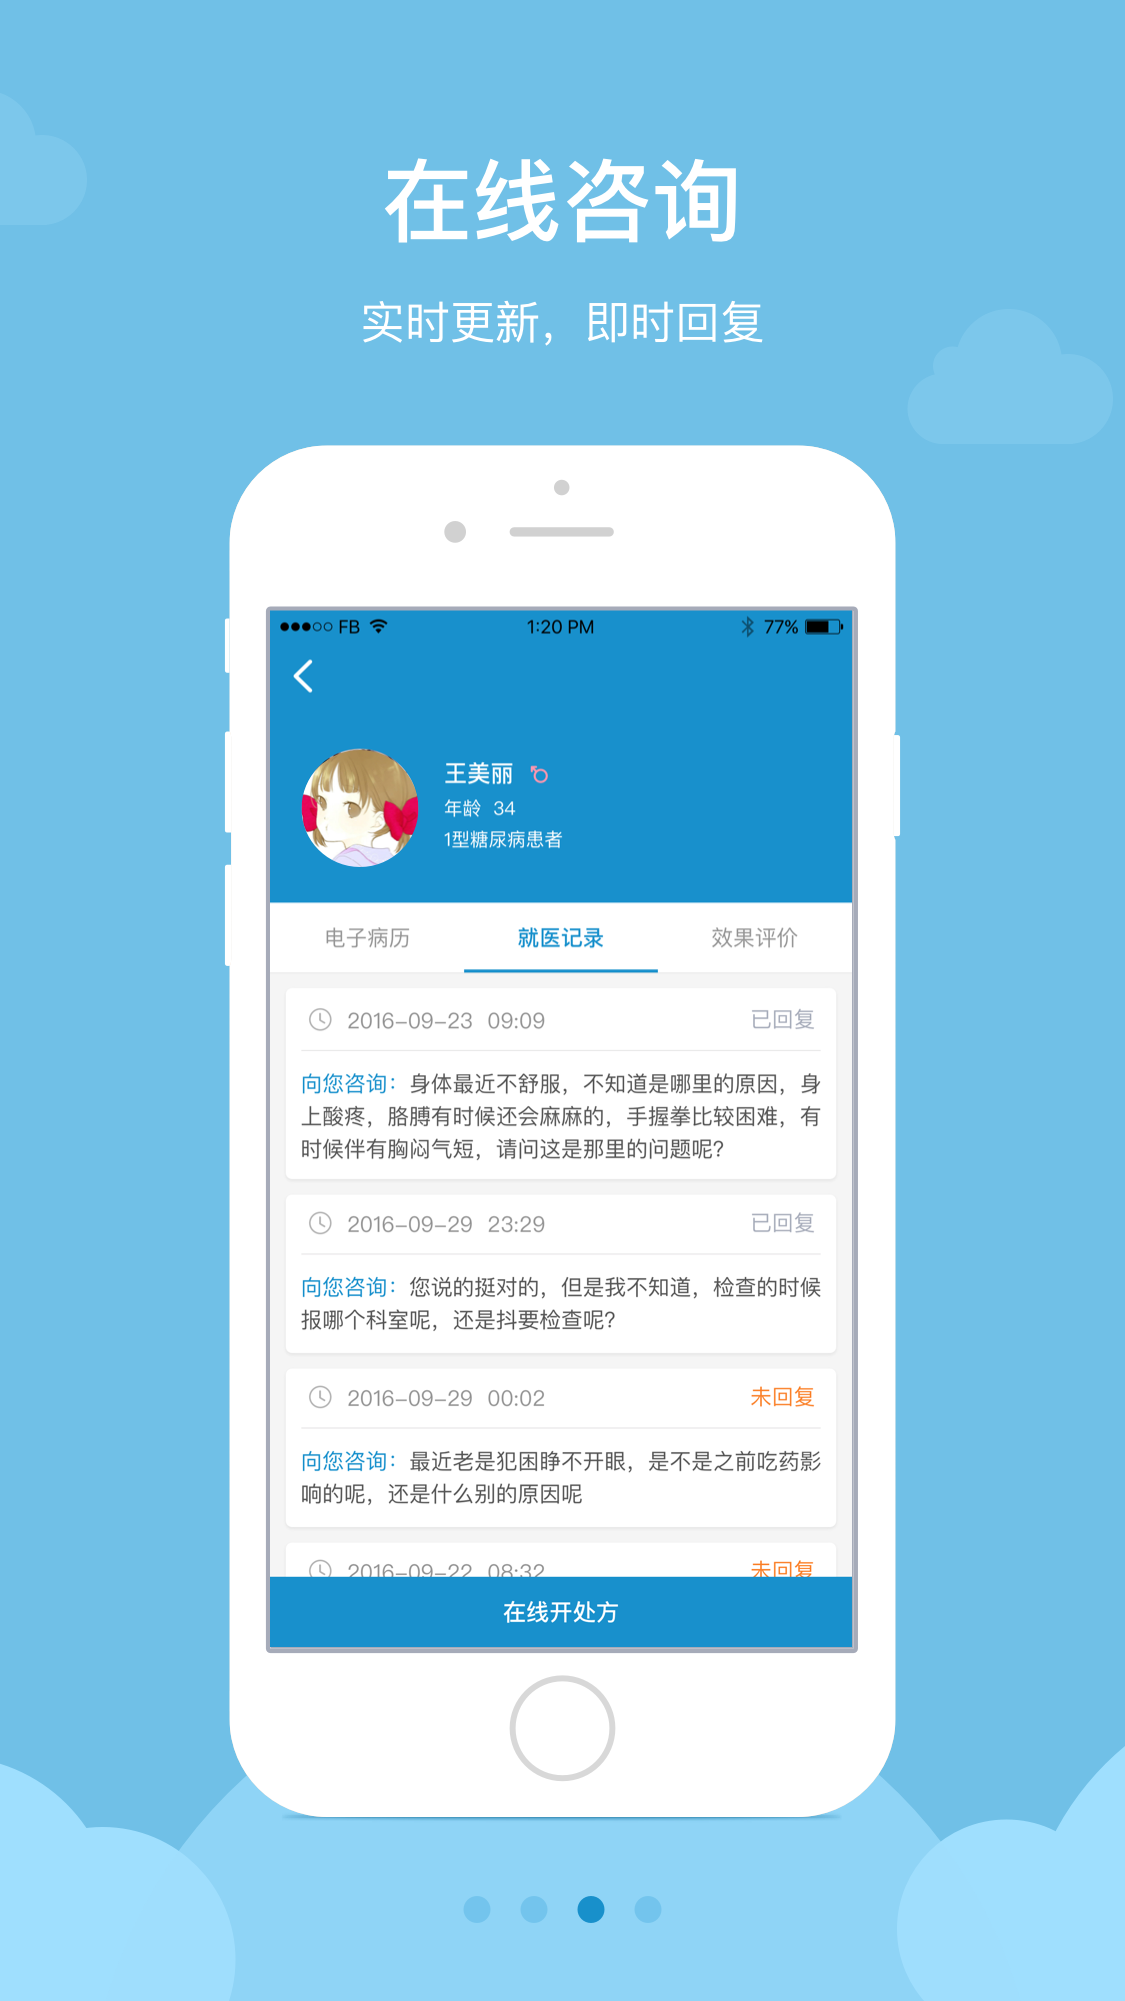 在线咨询
实时更新，即时回复
FB 1:20 PM 77%
王美丽
年龄 34
1型糖尿病患者
电子病历 就医记录 效果评价
2016-09-23 09:09 已回复
向您咨询：身体最近不舒服，不知道是哪里的原因，身
上酸疼，胳膊有时候还会麻麻的，手握拳比较困难，有
时候伴有胸闷气短，请问这是那里的问题呢？
2016-09-29 23:29 已回复
向您咨询：您说的挺对的，但是我不知道，检查的时候
报哪个科室呢，还是抖要检查呢？
2016-09-29 00:02 未回复
向您咨询：最近老是犯困睁不开眼，是不是之前吃药影
响的呢，还是什么别的原因呢
2016-09-22 08:32 未回复
在线开处方